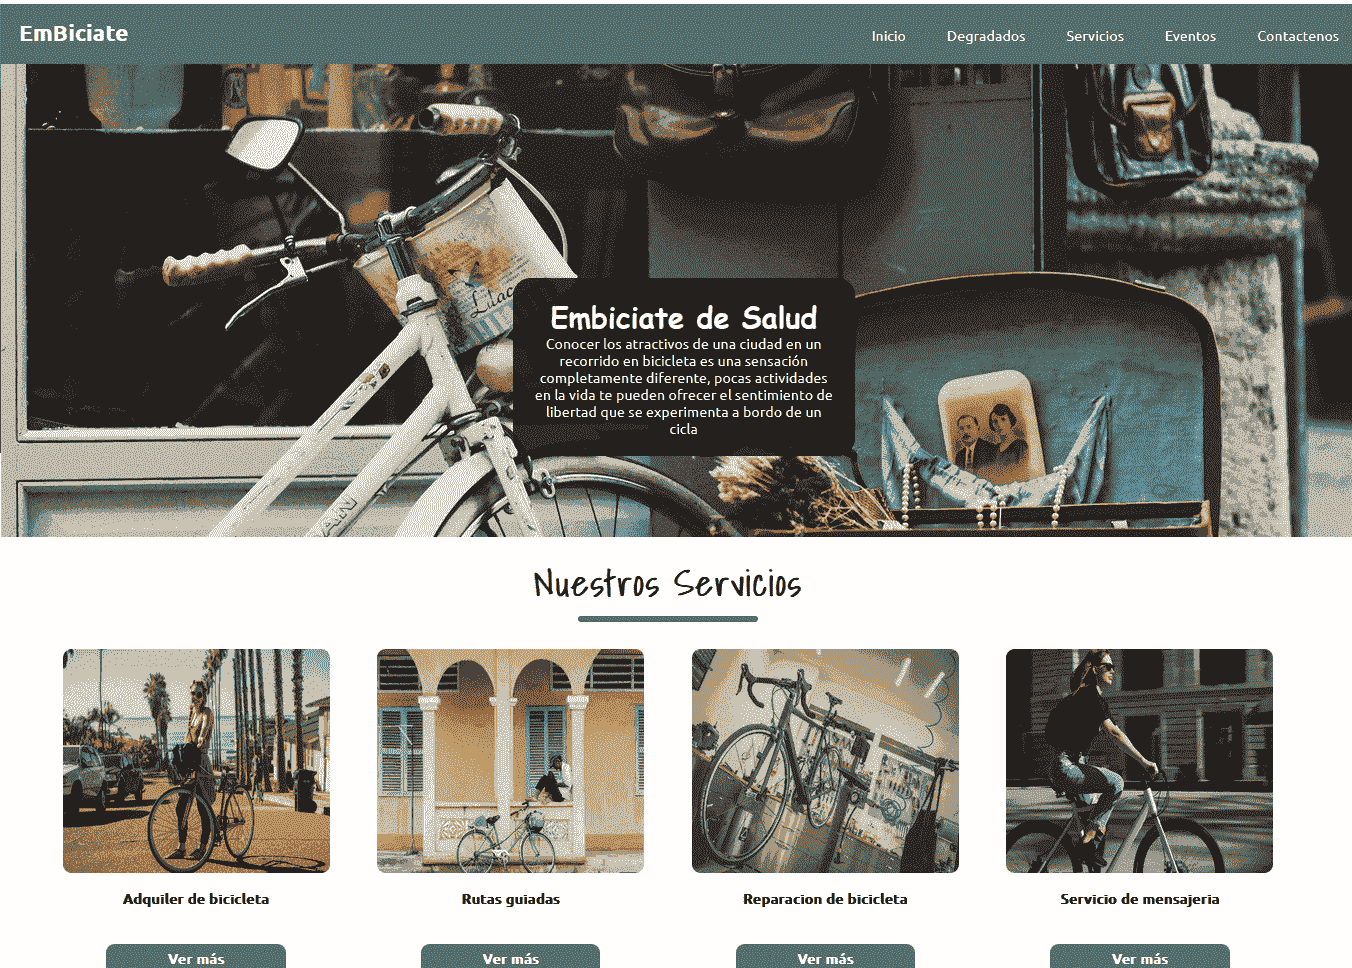 EmBiciate
Inicio
Degradados
Servicios
Eventos
Contactenos
Lilac
Embiciate de Salud
Conocer los atractivos de una ciudad en un
recorrido en bicicleta es una sensación
completamente diferente, pocas actividades
en la vida te pueden ofrecer el sentimiento de
libertad que se experimenta a bordo de un
cicla
Nuestros Servicios
Adquiler de bicicleta
Rutas guiadas
Reparacion de bicicleta
Servicio de mensajeria
Ver más
Ver más
Ver más
Ver más